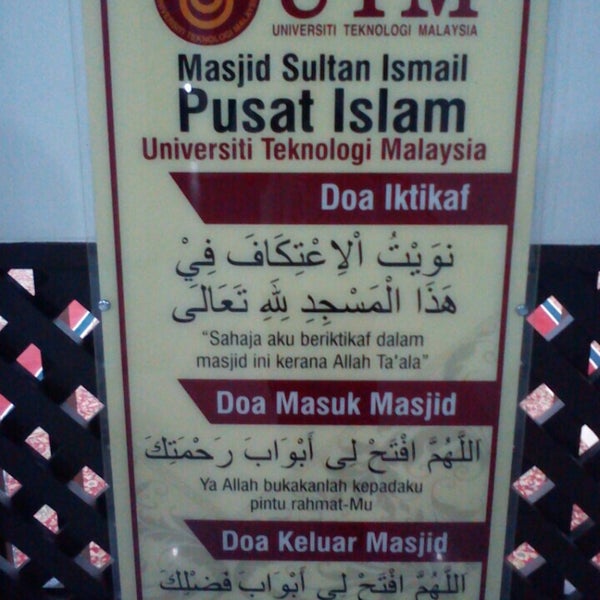 UTM
UNIVERSITI TEKNOLOGI MALAYSIA
Masjid Sultan Ismail
Pusat Islam
Universiti Teknologi Malaysia
Doa Iktikaf
نَوَيْتُ الْاِعْتِكَافَ فِيْ
هَذَا الْمَسْجِدِ لِلَّهِ تَعَالَى
“Sahaja aku beriktikaf dalam
masjid ini kerana Allah Ta'ala”
Doa Masuk Masjid
اللَّهُمَّ افْتَحْ لِى أَبْوَابَ رَحْمَتِكَ
Ya Allah bukakanlah kepadaku
pintu rahmat-Mu
Doa Keluar Masjid
اللَّهُمَّ افْتَحْ لِى أَبْوَابَ فَضْلِكَ